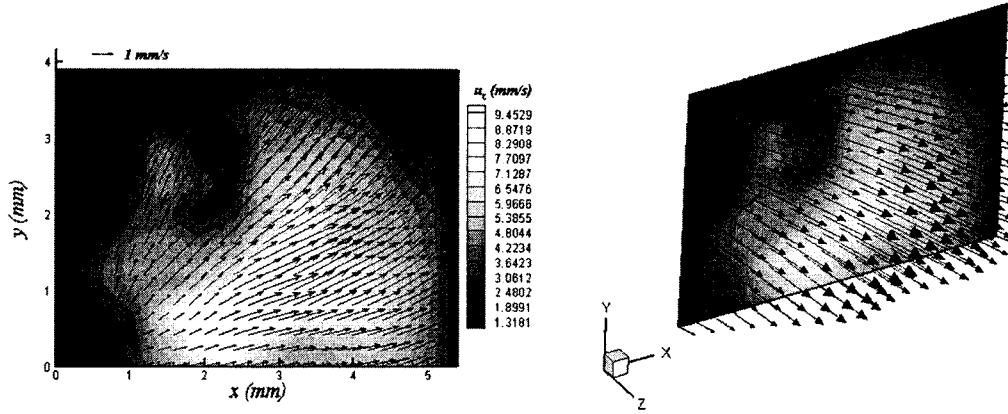 1 mm/s
4
3
2
1
0
y (mm)
0 1 2 3 4 5
x (mm)
(mm/s)
9.4529
8.8719
8.2908
7.7097
7.1287
6.5476
5.9666
5.3855
4.8044
4.2234
3.6423
3.0612
2.4802
1.8991
1.3181
Y
X
Z